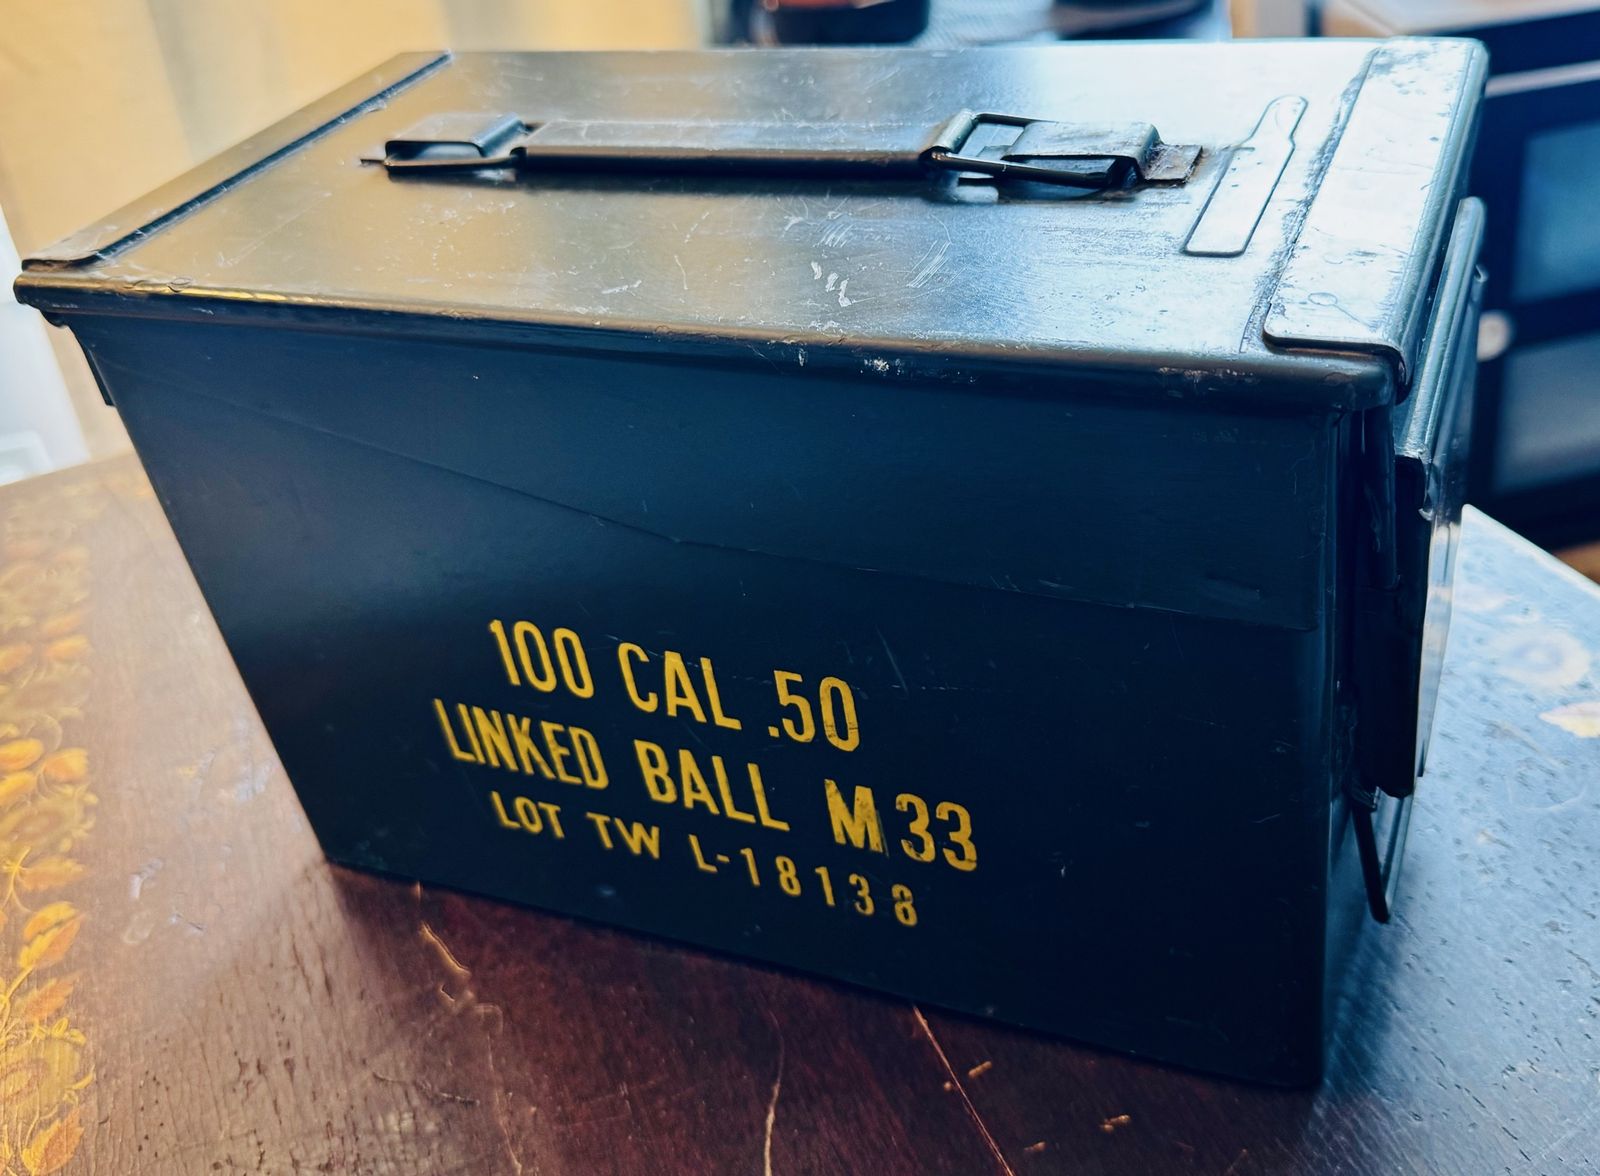 100 CAL .50
LINKED BALL M33
LOT TW L-18138